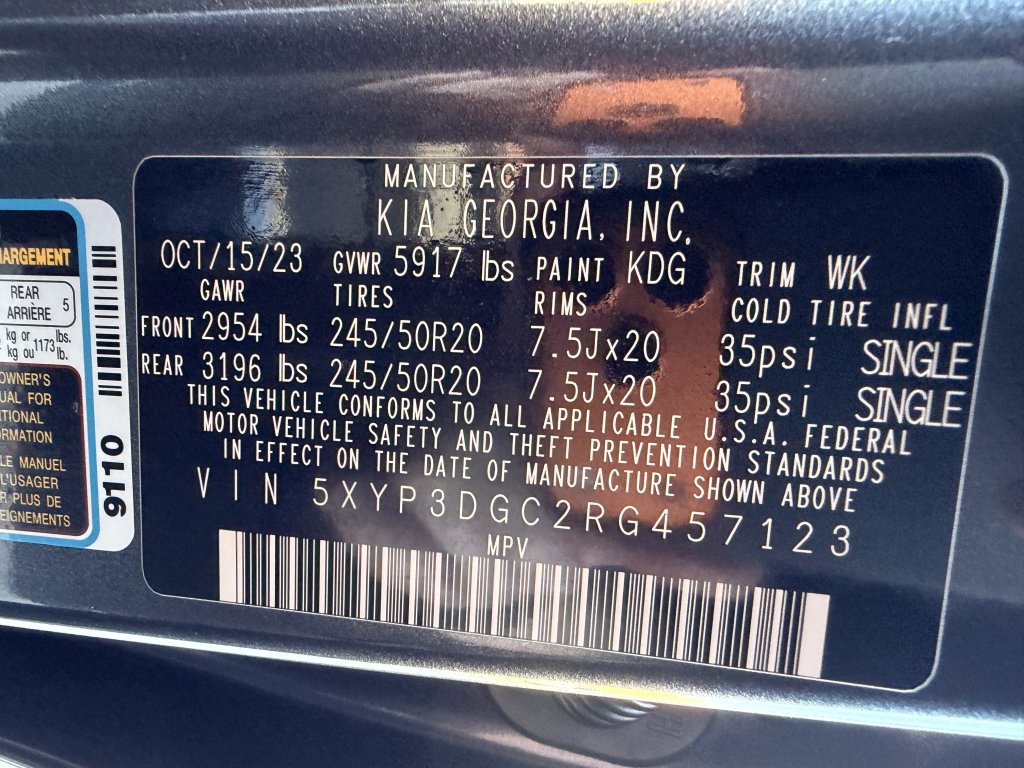 MANUFACTURED BY
KIA GEORGIA, INC.
OCT/15/23 GVWR 5917 lbs PAINT KDG TRIM WK
GAWR TIRES RIMS COLD TIRE INFL
FRONT 2954 lbs 245/50R20 7.5Jx20 35psi SINGLE
REAR 3196 lbs 245/50R20 7.5Jx20 35psi SINGLE
THIS VEHICLE CONFORMS TO ALL APPLICABLE U.S.A. FEDERAL
MOTOR VEHICLE SAFETY AND THEFT PREVENTION STANDARDS
IN EFFECT ON THE DATE OF MANUFACTURE SHOWN ABOVE
VIN 5XYP3DGC2RG457123
MPV
HARGEMENT
REAR
ARRIÈRE 5
kg or 1173 lbs.
kg ou lb.
OWNER'S
UAL FOR
ITIONAL
RMATION
LE MANUEL
L'USAGER
R PLUS DE
EIGNEMENTS
9110